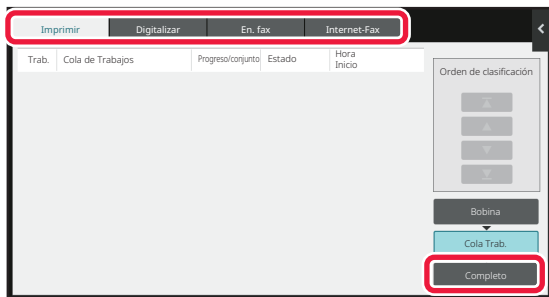 Imprimir Digitalizar En. fax Internet-Fax
Trab. Cola de Trabajos Progreso/conjunto Estado Hora
Inicio
Orden de clasificación
Bobina
Cola Trab.
Completo